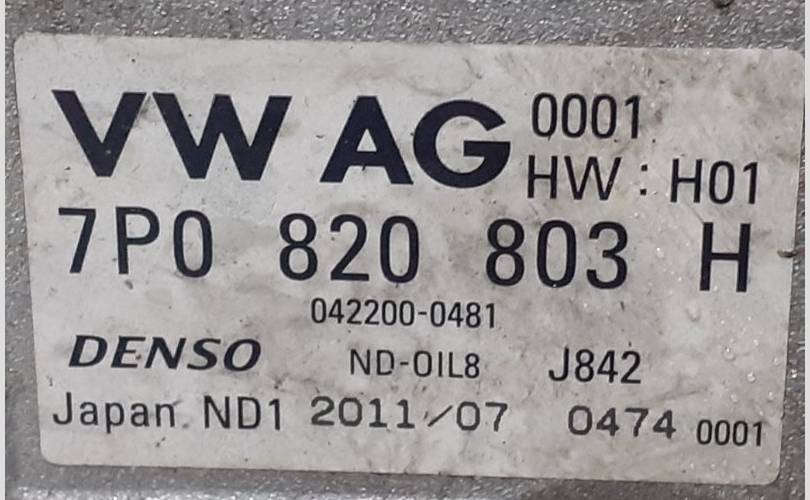 VW AG 0001
HW : H01
7P0 820 803 H
042200-0481
DENSO ND-OIL8 J842
Japan ND1 2011/07 0474 0001